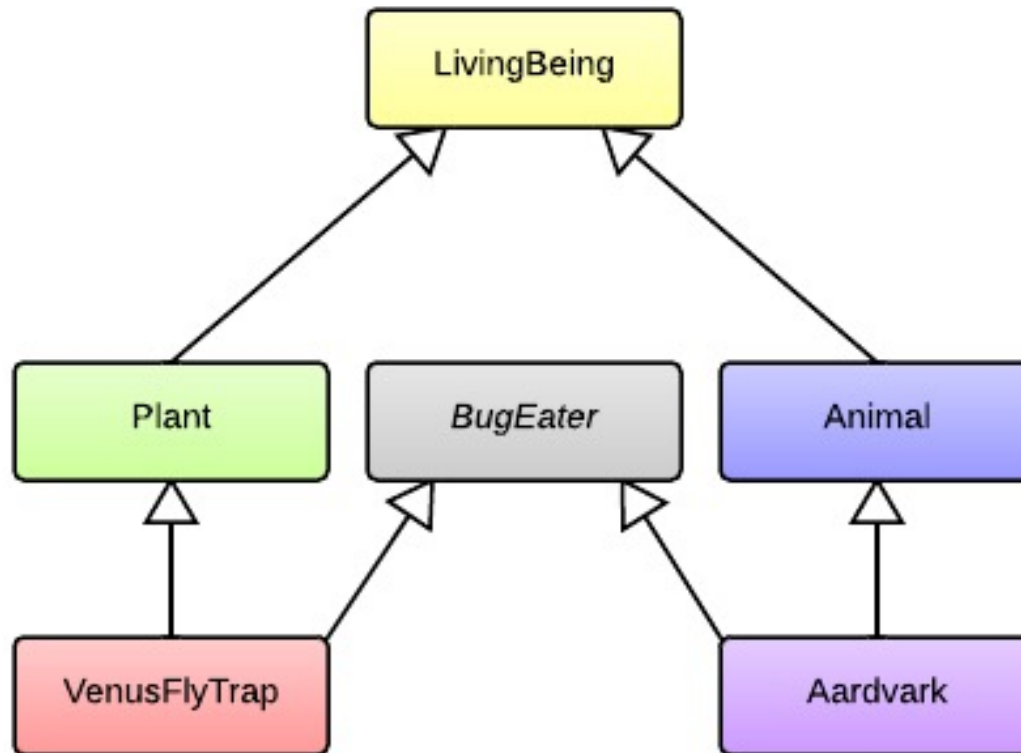 LivingBeing
Plant
BugEater
Animal
VenusFlyTrap
Aardvark